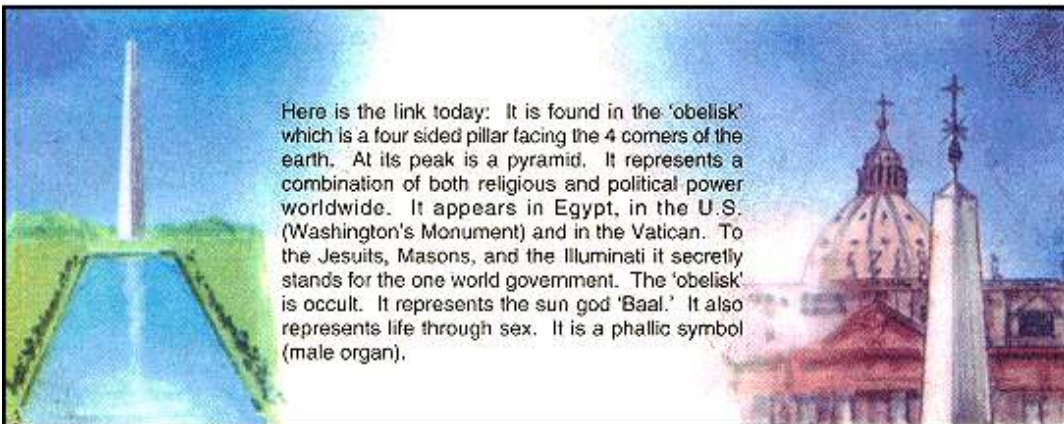 Here is the link today: It is found in the 'obelisk'
which is a four sided pillar facing the 4 corners of the
earth. At its peak is a pyramid. It represents a
combination of both religious and political power
worldwide. It appears in Egypt, in the U.S.
(Washington's Monument) and in the Vatican. To
the Jesuits, Masons, and the Illuminati it secretly
stands for the one world government. The 'obelisk'
is occult. It represents the sun god 'Baal.' It also
represents life through sex. It is a phallic symbol
(male organ).